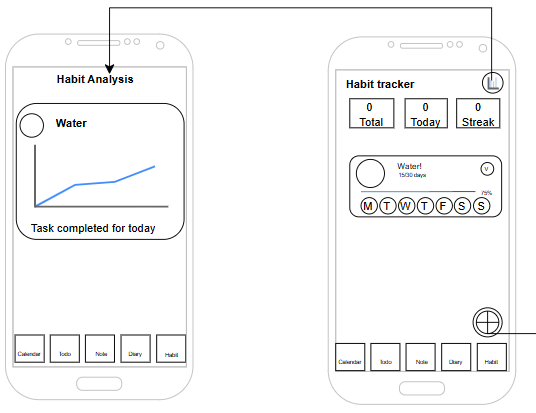 Habit Analysis
Water
Task completed for today
Calendar
Todo
Note
Diary
Habit
Habit tracker
0
Total
0
Today
0
Streak
Water!
15/30 days
V
75%
M T W T F S S
Calendar
Todo
Note
Diary
Habit